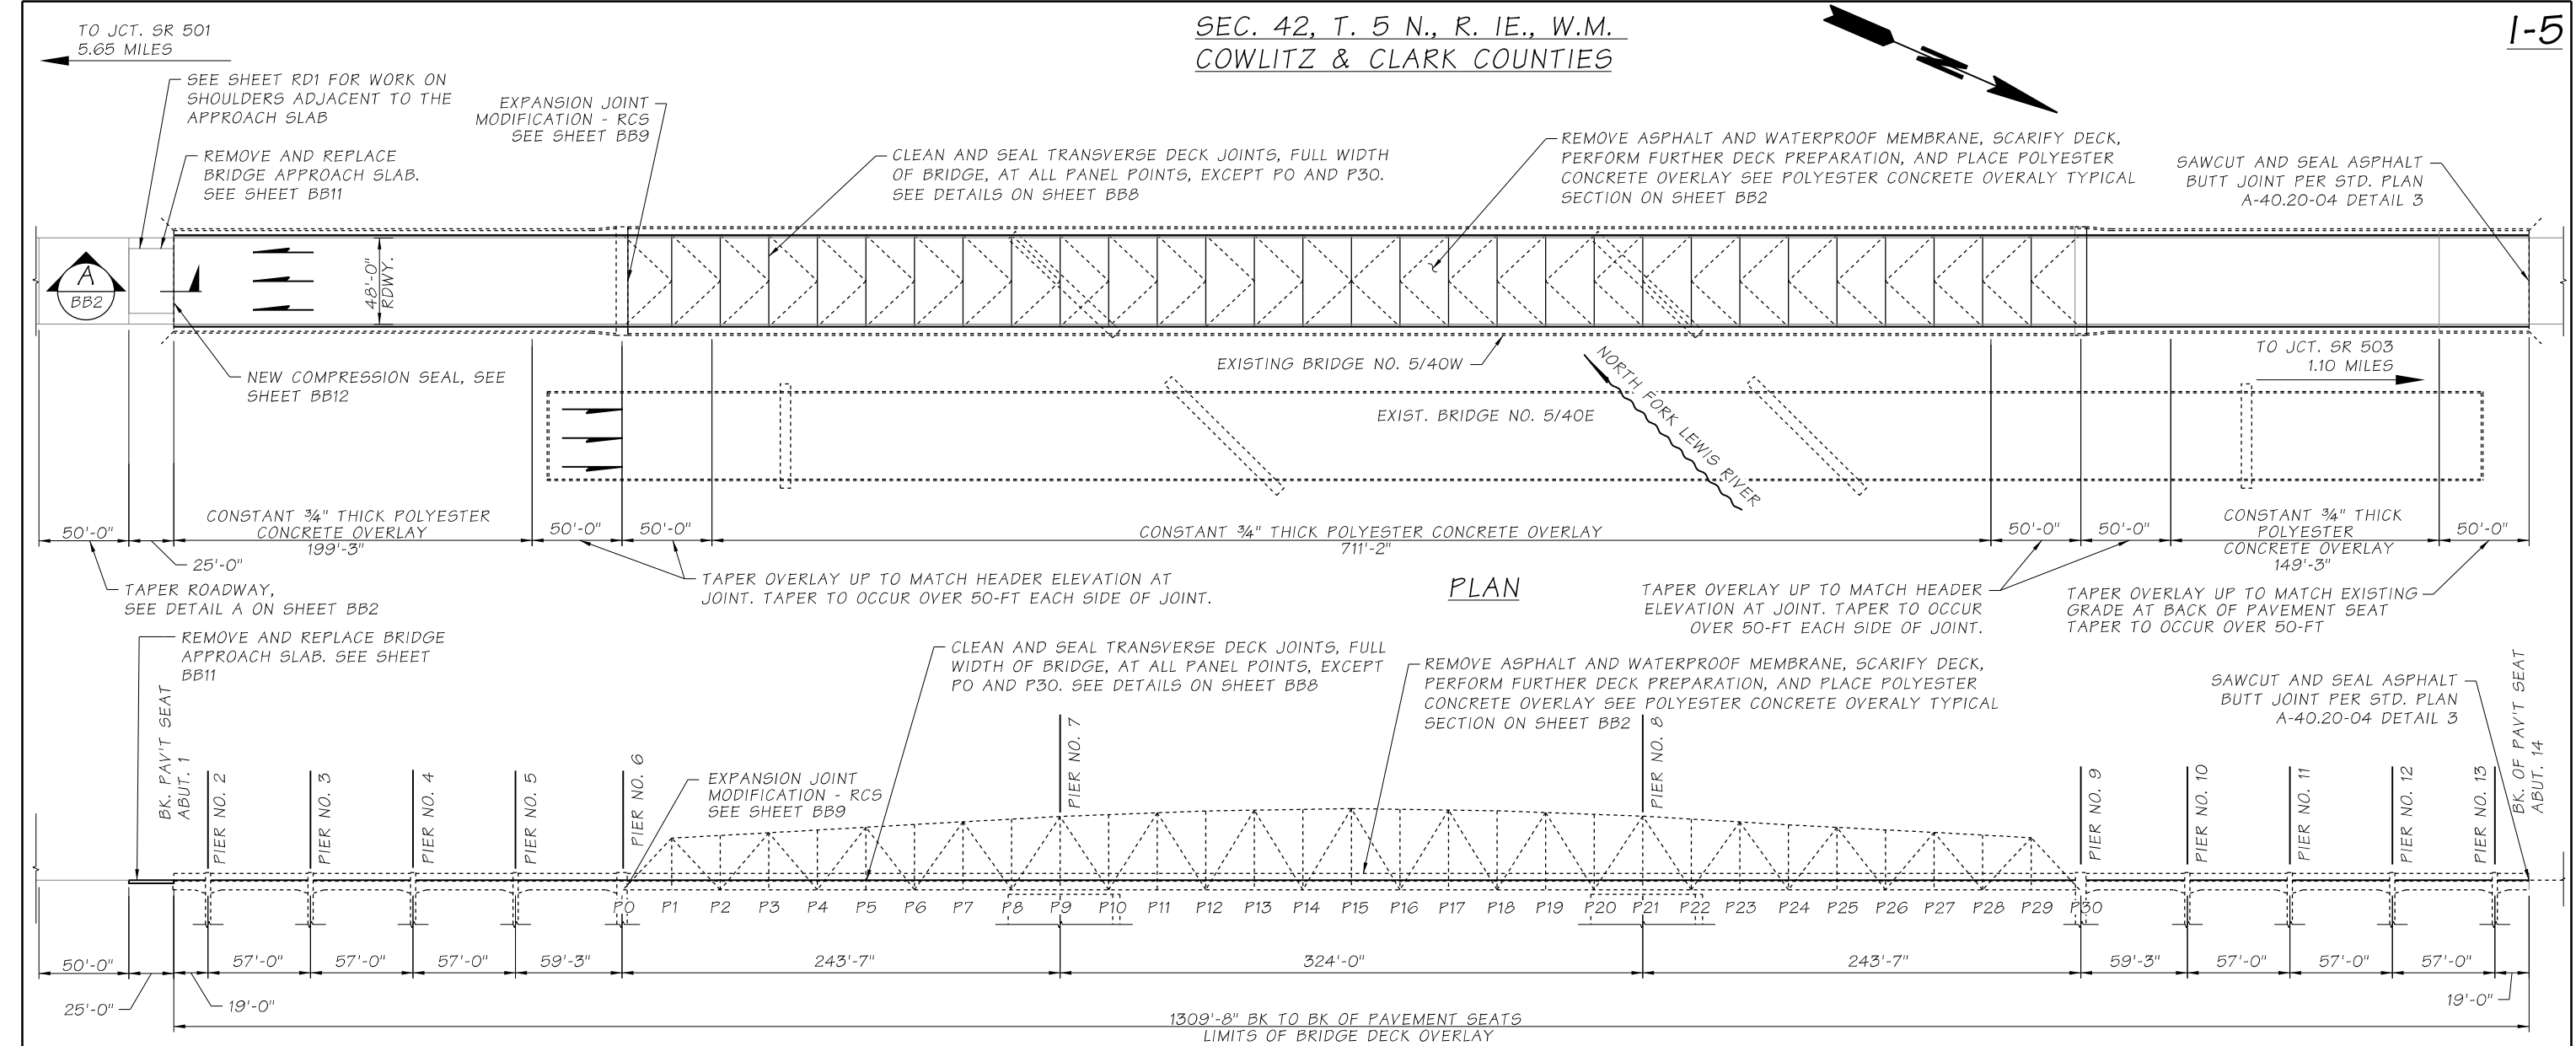 TO JCT. SR 501
5.65 MILES
SEC. 42, T. 5 N., R. IE., W.M.
COWLITZ & CLARK COUNTIES
I-5
SEE SHEET RD1 FOR WORK ON
SHOULDERS ADJACENT TO THE
APPROACH SLAB
REMOVE AND REPLACE
BRIDGE APPROACH SLAB.
SEE SHEET BB11
EXPANSION JOINT
MODIFICATION - RCS
SEE SHEET BB9
CLEAN AND SEAL TRANSVERSE DECK JOINTS, FULL WIDTH
OF BRIDGE, AT ALL PANEL POINTS, EXCEPT P0 AND P30.
SEE DETAILS ON SHEET BB8
REMOVE ASPHALT AND WATERPROOF MEMBRANE, SCARIFY DECK,
PERFORM FURTHER DECK PREPARATION, AND PLACE POLYESTER
CONCRETE OVERLAY SEE POLYESTER CONCRETE OVERALY TYPICAL
SECTION ON SHEET BB2
SAWCUT AND SEAL ASPHALT
BUTT JOINT PER STD. PLAN
A-40.20-04 DETAIL 3
A
BB2
48'-0"
RDWY.
NEW COMPRESSION SEAL, SEE
SHEET BB12
EXISTING BRIDGE NO. 5/40W
NORTH FORK LEWIS RIVER
EXIST. BRIDGE NO. 5/40E
TO JCT. SR 503
1.10 MILES
50'-0"
25'-0"
CONSTANT ¾" THICK POLYESTER
CONCRETE OVERLAY
199'-3"
50'-0"
50'-0"
CONSTANT ¾" THICK POLYESTER CONCRETE OVERLAY
711'-2"
50'-0"
50'-0"
CONSTANT ¾" THICK
POLYESTER
CONCRETE OVERLAY
149'-3"
50'-0"
TAPER ROADWAY,
SEE DETAIL A ON SHEET BB2
TAPER OVERLAY UP TO MATCH HEADER ELEVATION AT
JOINT. TAPER TO OCCUR OVER 50-FT EACH SIDE OF JOINT.
PLAN
TAPER OVERLAY UP TO MATCH HEADER
ELEVATION AT JOINT. TAPER TO OCCUR
OVER 50-FT EACH SIDE OF JOINT.
TAPER OVERLAY UP TO MATCH EXISTING
GRADE AT BACK OF PAVEMENT SEAT
TAPER TO OCCUR OVER 50-FT
REMOVE AND REPLACE BRIDGE
APPROACH SLAB. SEE SHEET
BB11
CLEAN AND SEAL TRANSVERSE DECK JOINTS, FULL
WIDTH OF BRIDGE, AT ALL PANEL POINTS, EXCEPT
P0 AND P30. SEE DETAILS ON SHEET BB8
REMOVE ASPHALT AND WATERPROOF MEMBRANE, SCARIFY DECK,
PERFORM FURTHER DECK PREPARATION, AND PLACE POLYESTER
CONCRETE OVERLAY SEE POLYESTER CONCRETE OVERALY TYPICAL
SECTION ON SHEET BB2
SAWCUT AND SEAL ASPHALT
BUTT JOINT PER STD. PLAN
A-40.20-04 DETAIL 3
EXPANSION JOINT
MODIFICATION - RCS
SEE SHEET BB9
BK. PAV'T SEAT
ABUT. 1
PIER NO. 2
PIER NO. 3
PIER NO. 4
PIER NO. 5
PIER NO. 6
PIER NO. 7
PIER NO. 8
PIER NO. 9
PIER NO. 10
PIER NO. 11
PIER NO. 12
PIER NO. 13
BK. OF PAV'T SEAT
ABUT. 14
P0 P1 P2 P3 P4 P5 P6 P7 P8 P9 P10 P11 P12 P13 P14 P15 P16 P17 P18 P19 P20 P21 P22 P23 P24 P25 P26 P27 P28 P29 P30
50'-0" 57'-0" 57'-0" 57'-0" 59'-3" 243'-7" 324'-0" 243'-7" 59'-3" 57'-0" 57'-0" 57'-0"
25'-0" 19'-0" 19'-0"
1309'-8" BK TO BK OF PAVEMENT SEATS
LIMITS OF BRIDGE DECK OVERLAY